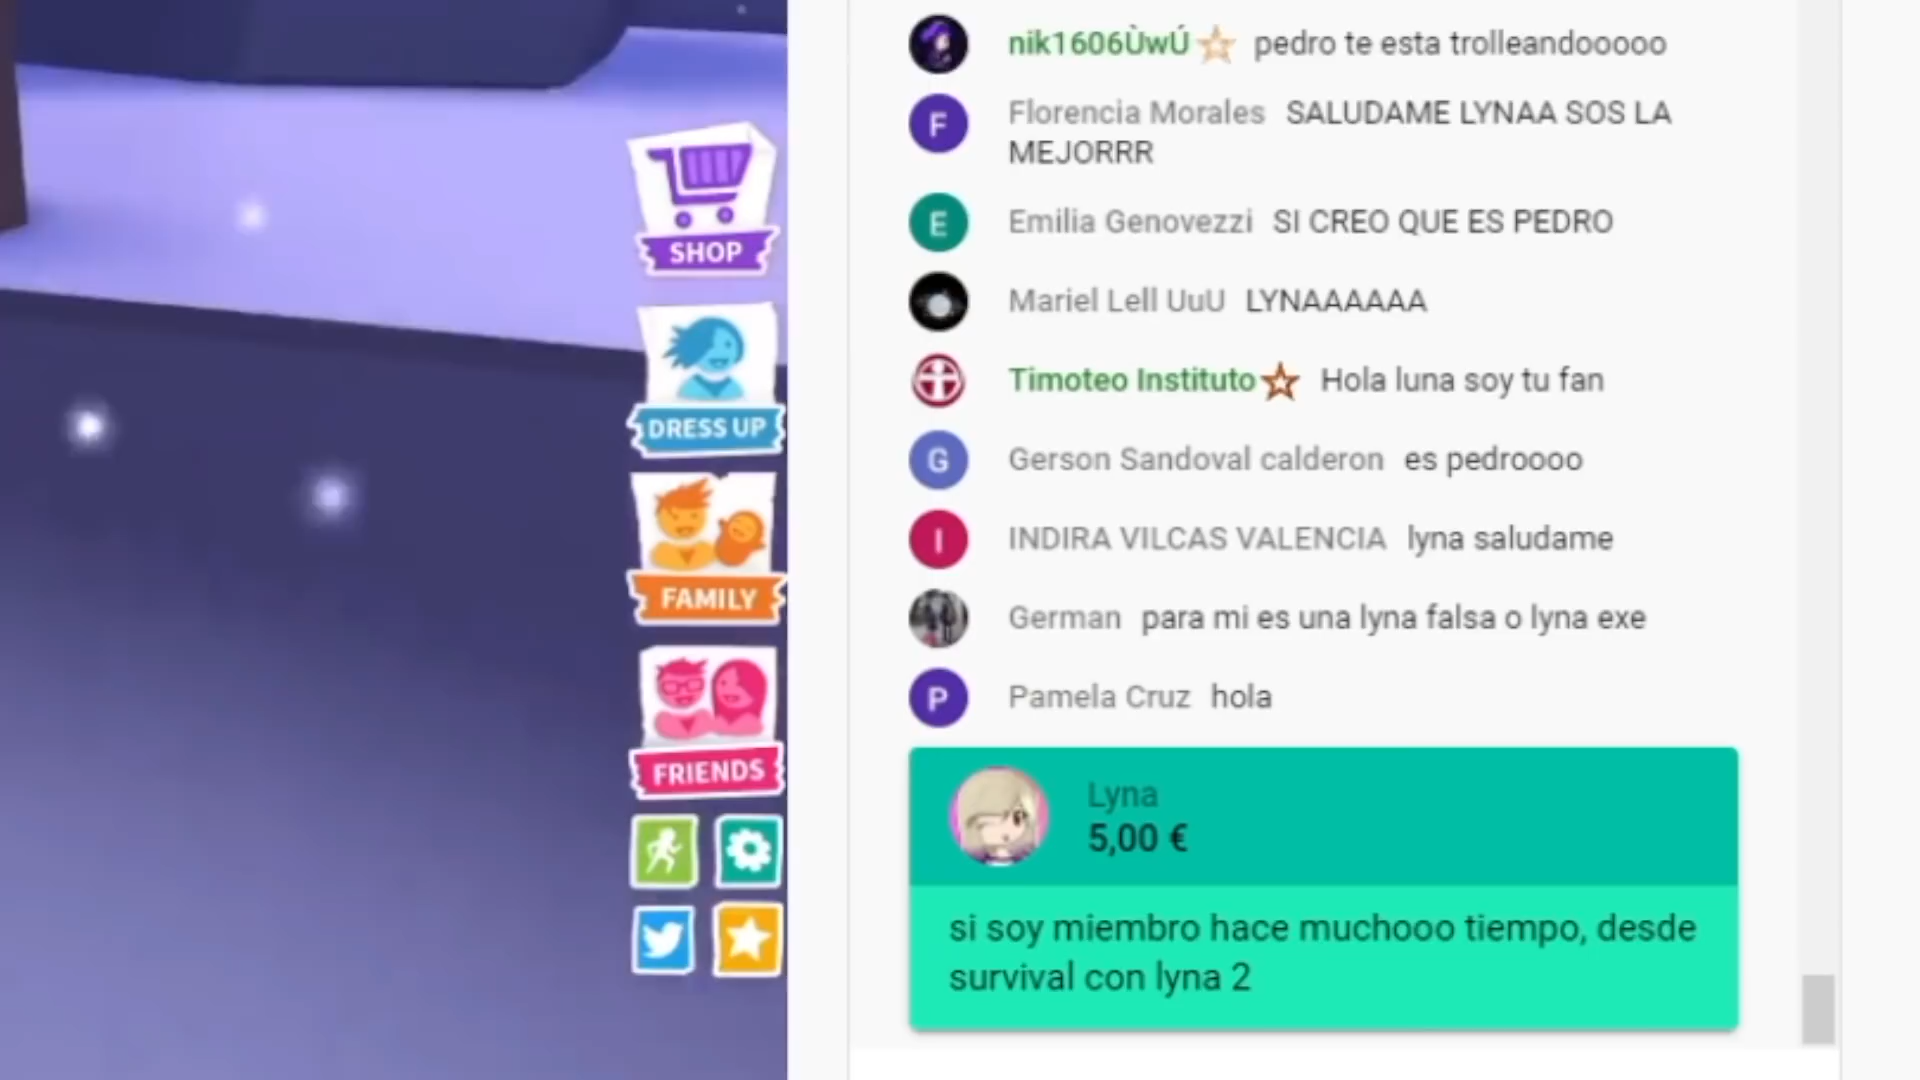 SHOP
DRESS UP
FAMILY
FRIENDS
nik1606ÙwÚ pedro te esta trolleandooooo
F Florencia Morales SALUDAME LYNAA SOS LA
MEJORRR
E Emilia Genovezzi SI CREO QUE ES PEDRO
Mariel Lell UuU LYNAAAAAA
Timoteo Instituto Hola luna soy tu fan
G Gerson Sandoval calderon es pedroooo
I INDIRA VILCAS VALENCIA lyna saludame
German para mi es una lyna falsa o lyna exe
P Pamela Cruz hola
Lyna
5,00 €
si soy miembro hace muchooo tiempo, desde
survival con lyna 2